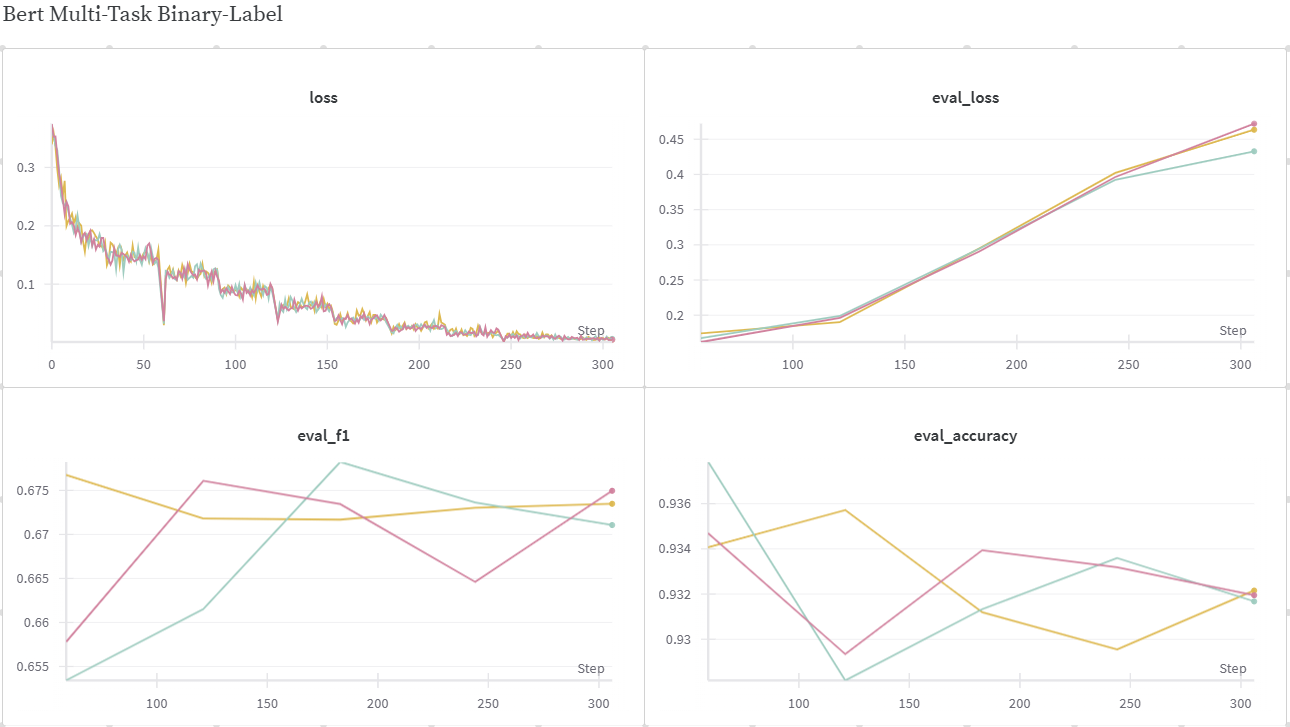 Bert Multi-Task Binary-Label
loss
0.3
0.2
0.1
Step
0 50 100 150 200 250 300
eval_loss
0.45
0.4
0.35
0.3
0.25
0.2
Step
100 150 200 250 300
eval_f1
0.675
0.67
0.665
0.66
0.655
Step
100 150 200 250 300
eval_accuracy
0.936
0.934
0.932
0.93
Step
100 150 200 250 300